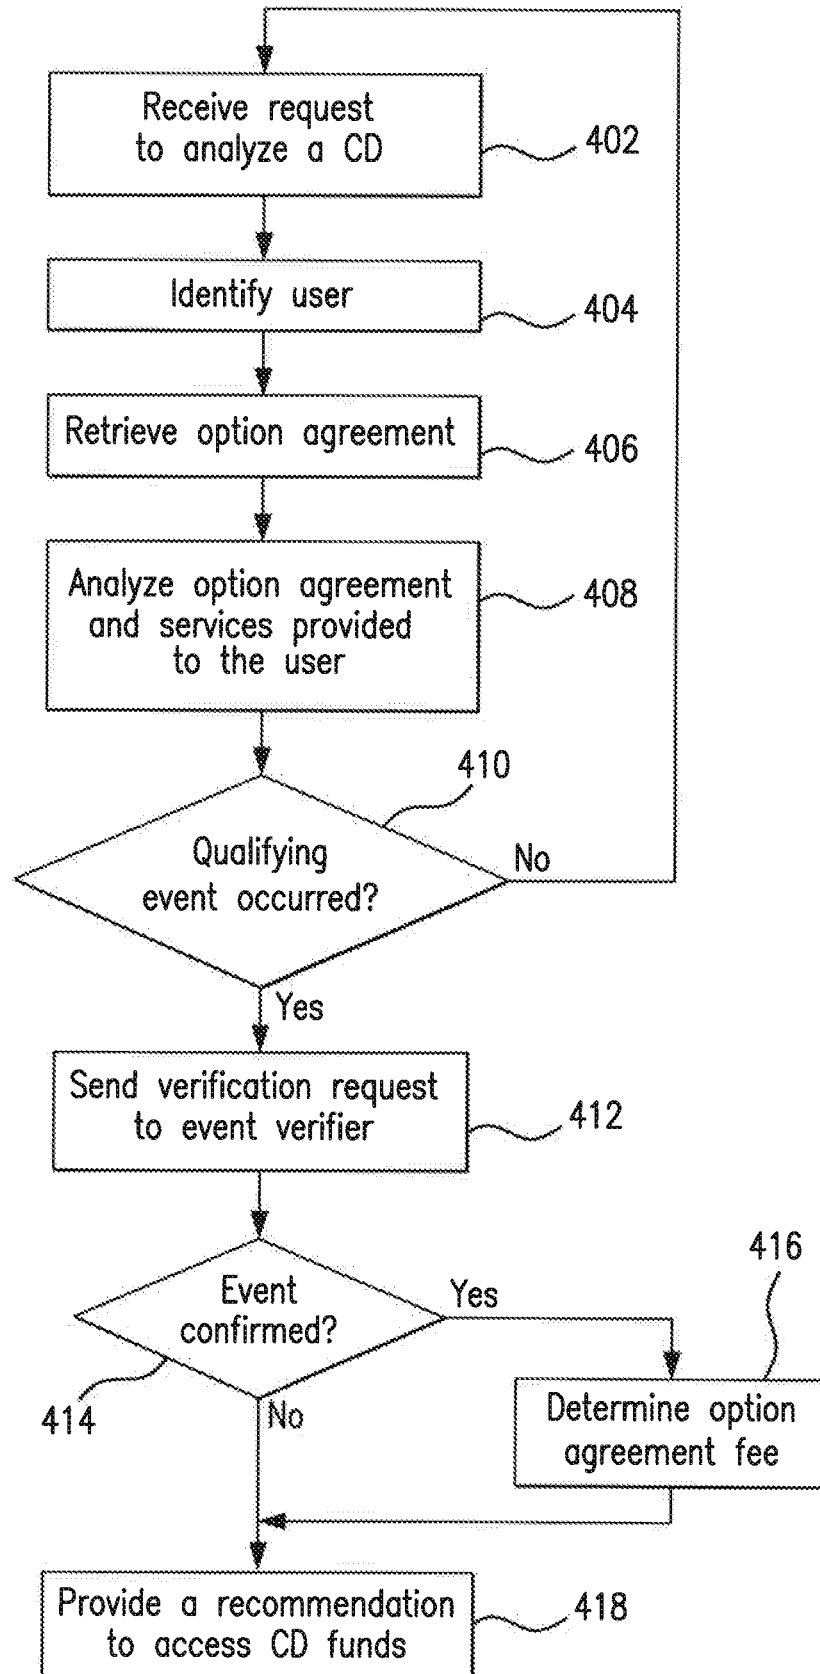 Receive request
to analyze a CD
402
Identify user
404
Retrieve option agreement
406
Analyze option agreement
and services provided
to the user
408
410
Qualifying
event occurred?
No
Yes
Send verification request
to event verifier
412
Event
confirmed?
Yes
416
414
No
Determine option
agreement fee
Provide a recommendation
to access CD funds
418